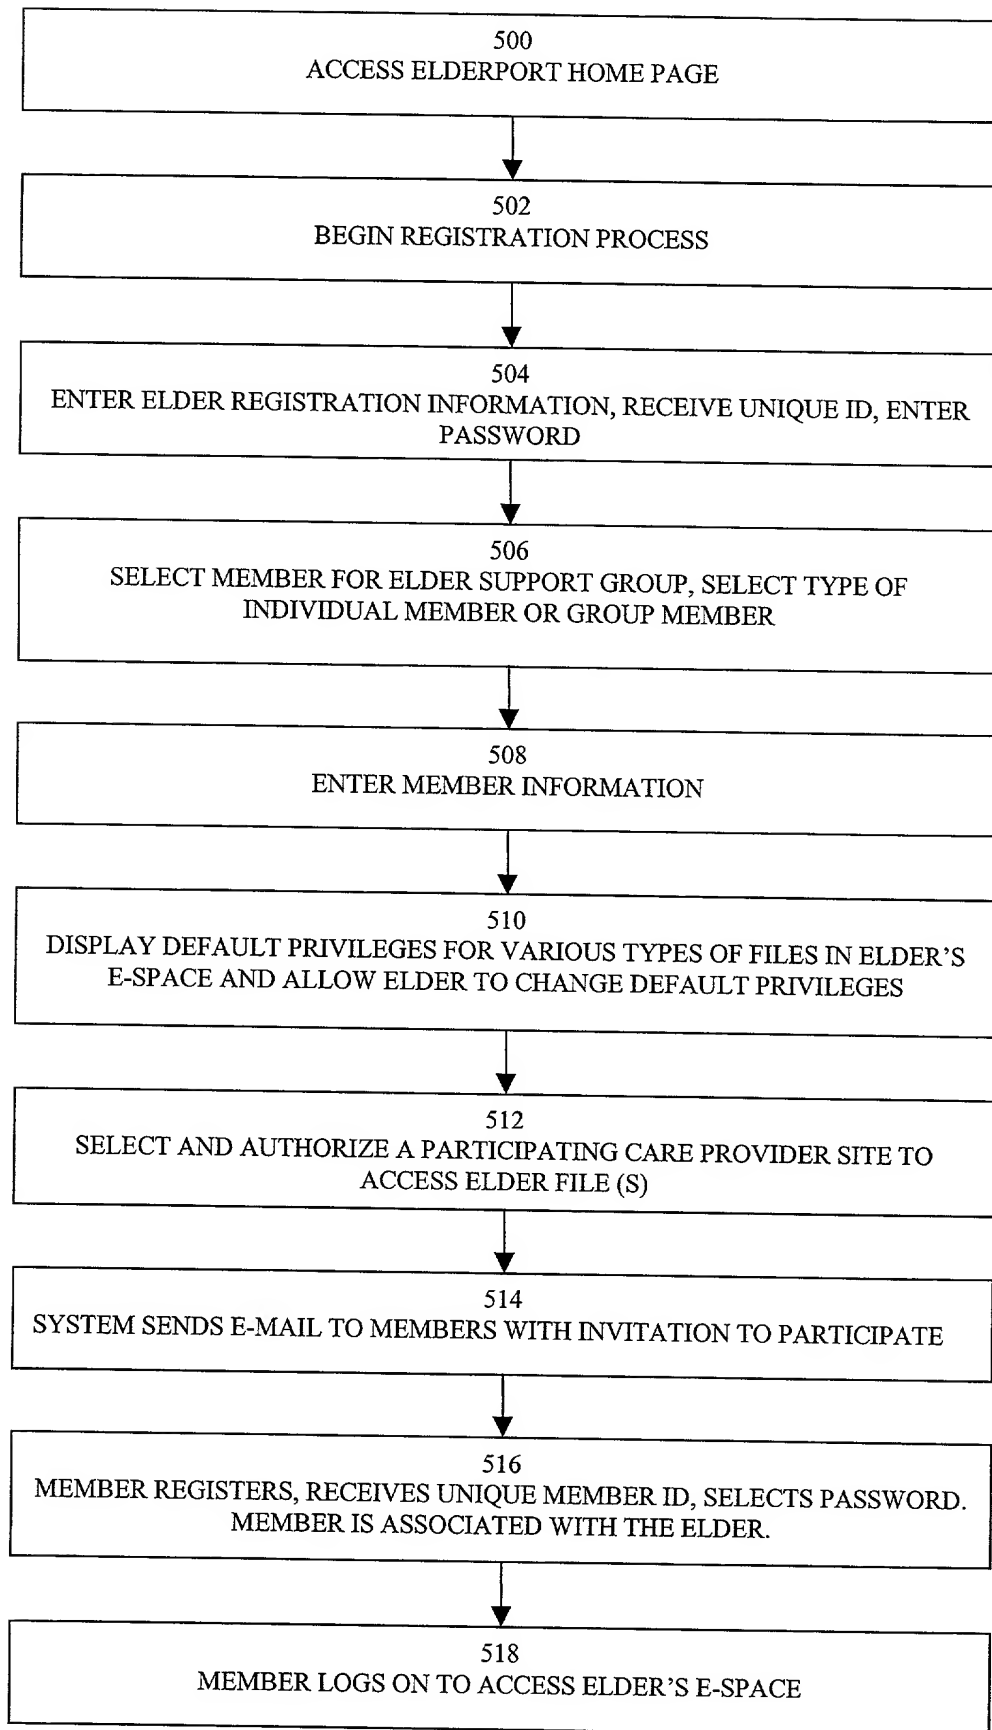 500
ACCESS ELDERPORT HOME PAGE
502
BEGIN REGISTRATION PROCESS
504
ENTER ELDER REGISTRATION INFORMATION, RECEIVE UNIQUE ID, ENTER
PASSWORD
506
SELECT MEMBER FOR ELDER SUPPORT GROUP, SELECT TYPE OF
INDIVIDUAL MEMBER OR GROUP MEMBER
508
ENTER MEMBER INFORMATION
510
DISPLAY DEFAULT PRIVILEGES FOR VARIOUS TYPES OF FILES IN ELDER'S
E-SPACE AND ALLOW ELDER TO CHANGE DEFAULT PRIVILEGES
512
SELECT AND AUTHORIZE A PARTICIPATING CARE PROVIDER SITE TO
ACCESS ELDER FILE (S)
514
SYSTEM SENDS E-MAIL TO MEMBERS WITH INVITATION TO PARTICIPATE
516
MEMBER REGISTERS, RECEIVES UNIQUE MEMBER ID, SELECTS PASSWORD.
MEMBER IS ASSOCIATED WITH THE ELDER.
518
MEMBER LOGS ON TO ACCESS ELDER'S E-SPACE